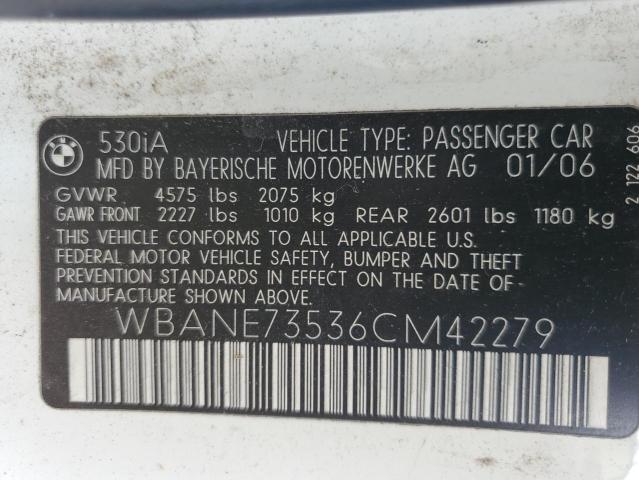 BMW
530iA VEHICLE TYPE: PASSENGER CAR
MFD BY BAYERISCHE MOTORENWERKE AG 01/06
GVWR 4575 lbs 2075 kg
GAWR FRONT 2227 lbs 1010 kg REAR 2601 lbs 1180 kg
THIS VEHICLE CONFORMS TO ALL APPLICABLE U.S.
FEDERAL MOTOR VEHICLE SAFETY, BUMPER AND THEFT
PREVENTION STANDARDS IN EFFECT ON THE DATE OF
MANUFACTURE SHOWN ABOVE.
WBANE73536CM42279
2 122 606